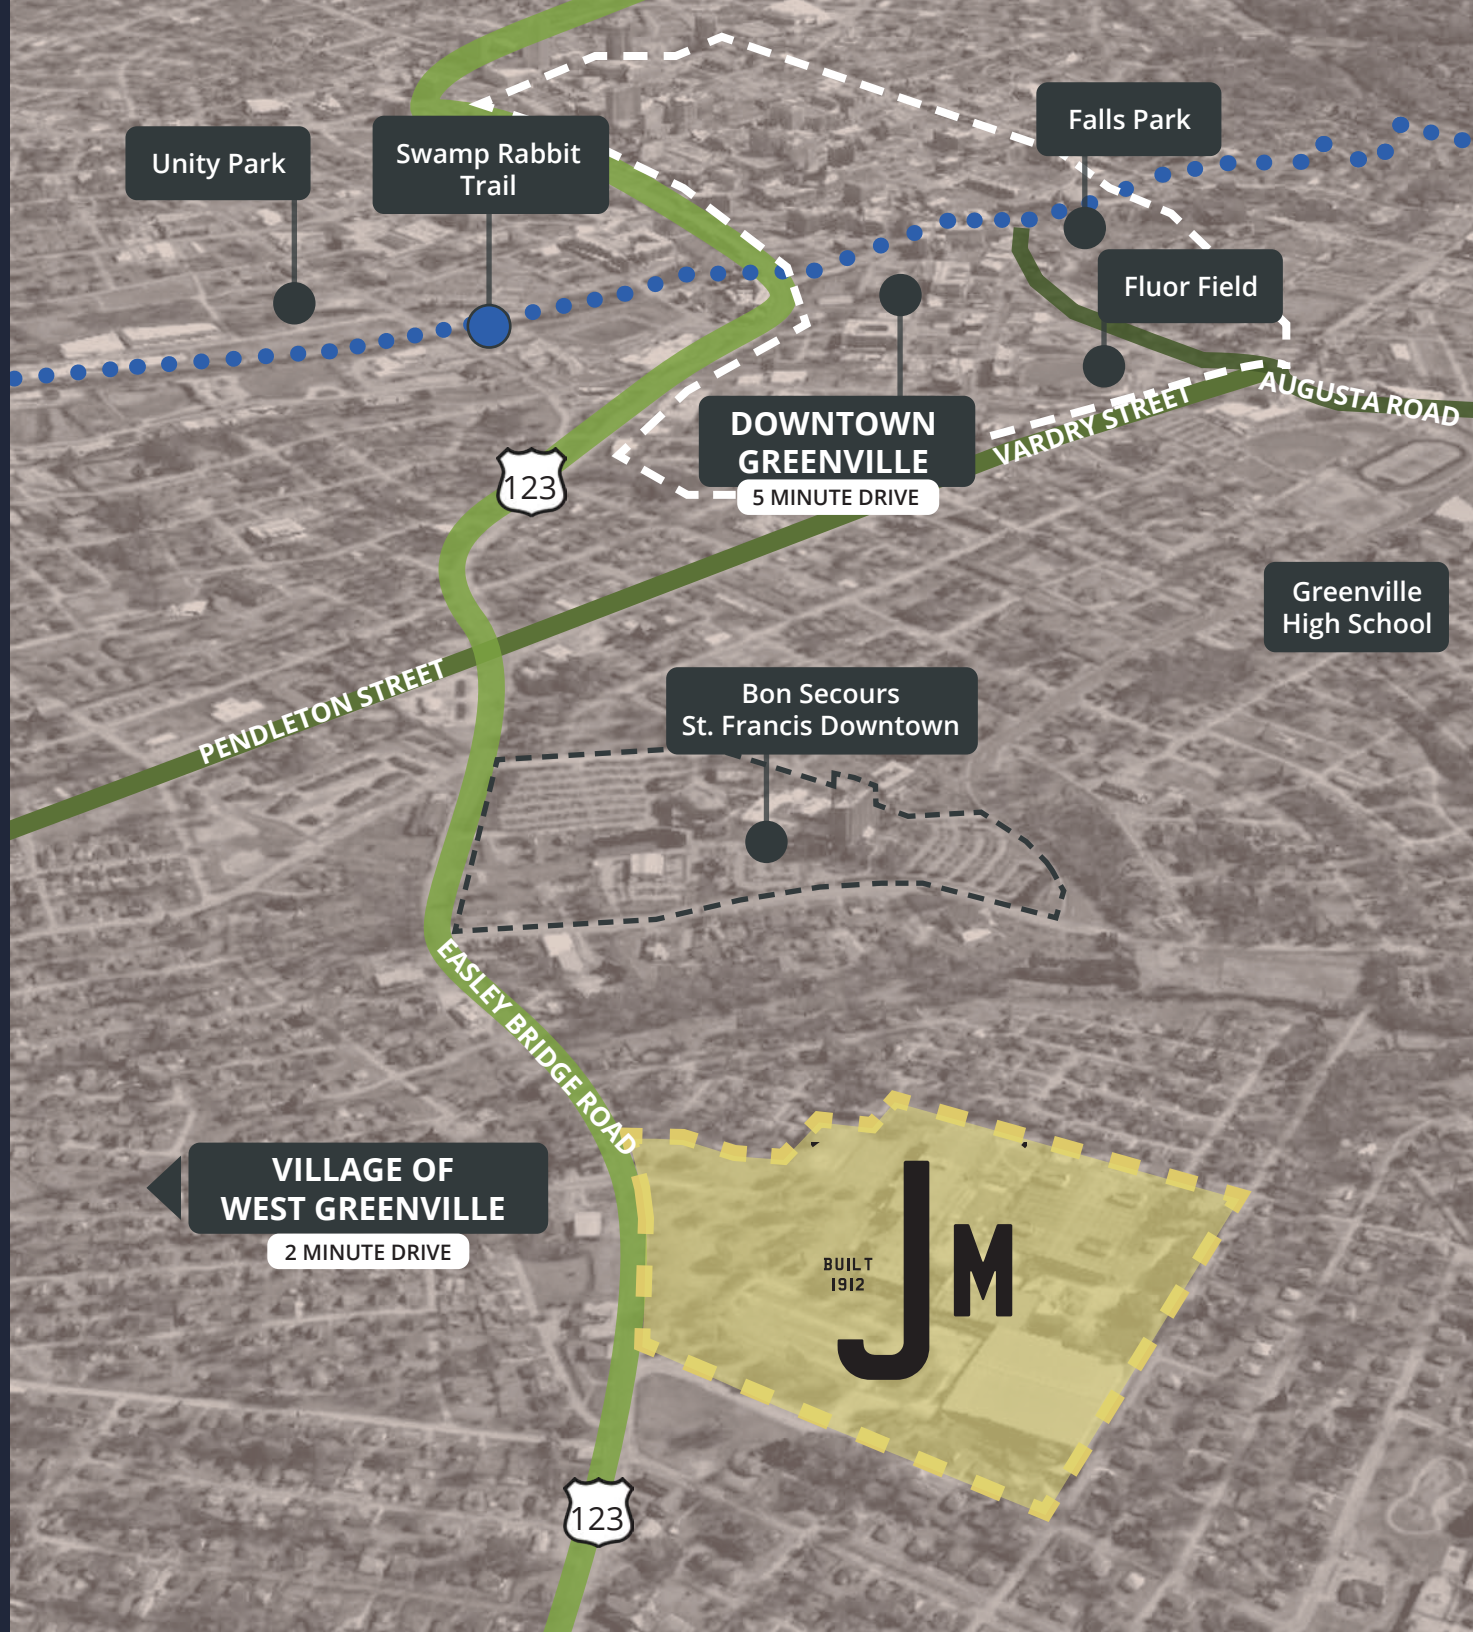 Falls Park
Unity Park
Swamp Rabbit
Trail
Fluor Field
AUGUSTA ROAD
VARDRY STREET
DOWNTOWN
GREENVILLE
5 MINUTE DRIVE
123
Greenville
High School
PENDLETON STREET
Bon Secours
St. Francis Downtown
EASLEY BRIDGE ROAD
VILLAGE OF
WEST GREENVILLE
2 MINUTE DRIVE
BUILT
1912
JM
123